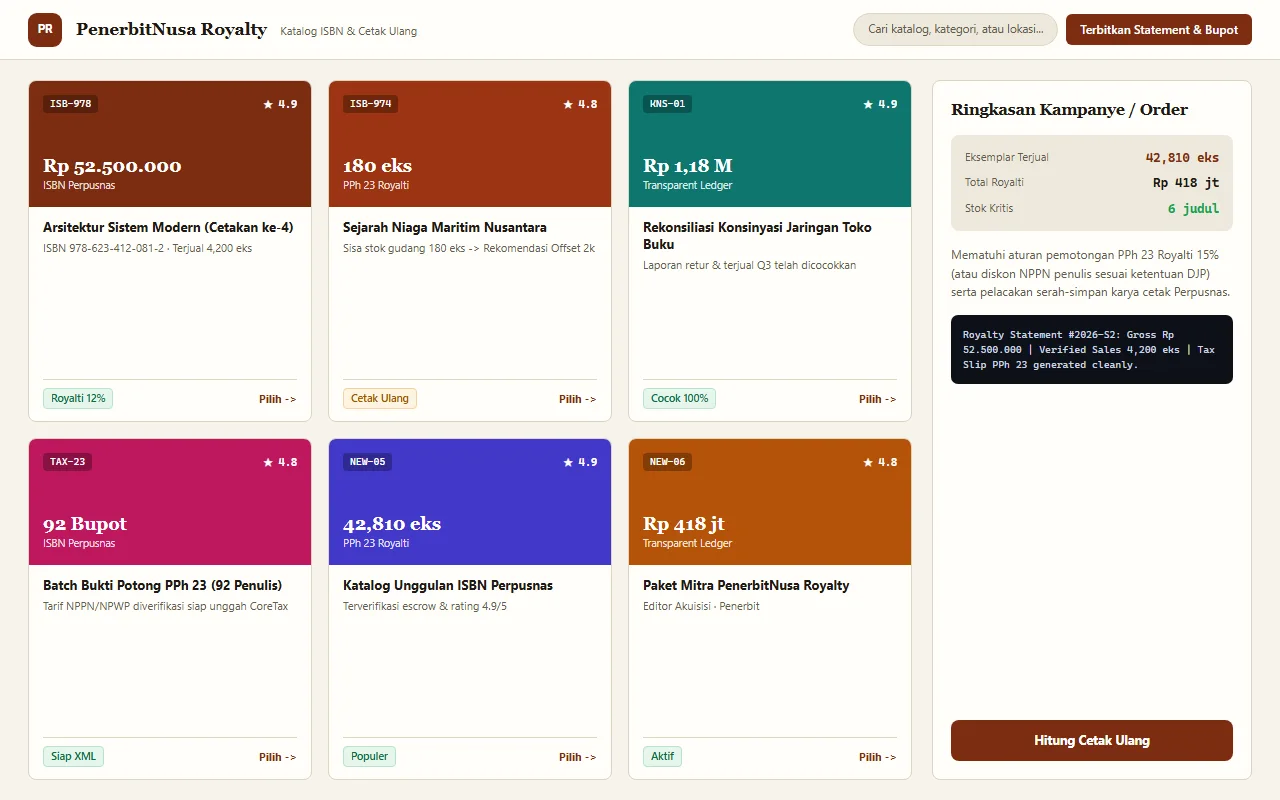 PR
PenerbitNusa Royalty
Katalog ISBN & Cetak Ulang
Cari katalog, kategori, atau lokasi...
Terbitkan Statement & Bupot
ISB-978
★ 4.9
Rp 52.500.000
ISBN Perpusnas
Arsitektur Sistem Modern (Cetakan ke-4)
ISBN 978-623-412-081-2 · Terjual 4,200 eks
Royalti 12%
Pilih ->
ISB-974
★ 4.8
180 eks
PPh 23 Royalti
Sejarah Niaga Maritim Nusantara
Sisa stok gudang 180 eks -> Rekomendasi Offset 2k
Cetak Ulang
Pilih ->
KNS-01
★ 4.9
Rp 1,18 M
Transparent Ledger
Rekonsiliasi Konsinyasi Jaringan Toko
Buku
Laporan retur & terjual Q3 telah dicocokkan
Cocok 100%
Pilih ->
TAX-23
★ 4.8
92 Bupot
ISBN Perpusnas
Batch Bukti Potong PPh 23 (92 Penulis)
Tarif NPPN/NPWP diverifikasi siap unggah CoreTax
Siap XML
Pilih ->
NEW-05
★ 4.9
42,810 eks
PPh 23 Royalti
Katalog Unggulan ISBN Perpusnas
Terverifikasi escrow & rating 4.9/5
Populer
Pilih ->
NEW-06
★ 4.8
Rp 418 jt
Transparent Ledger
Paket Mitra PenerbitNusa Royalty
Editor Akuisisi · Penerbit
Aktif
Pilih ->
Ringkasan Kampanye / Order
Eksemplar Terjual
42,810 eks
Total Royalti
Rp 418 jt
Stok Kritis
6 judul
Mematuhi aturan pemotongan PPh 23 Royalti 15%
(atau diskon NPPN penulis sesuai ketentuan DJP)
serta pelacakan serah-simpan karya cetak Perpusnas.
Royalty Statement #2026-S2: Gross Rp
52.500.000 | Verified Sales 4,200 eks | Tax
Slip PPh 23 generated cleanly.
Hitung Cetak Ulang